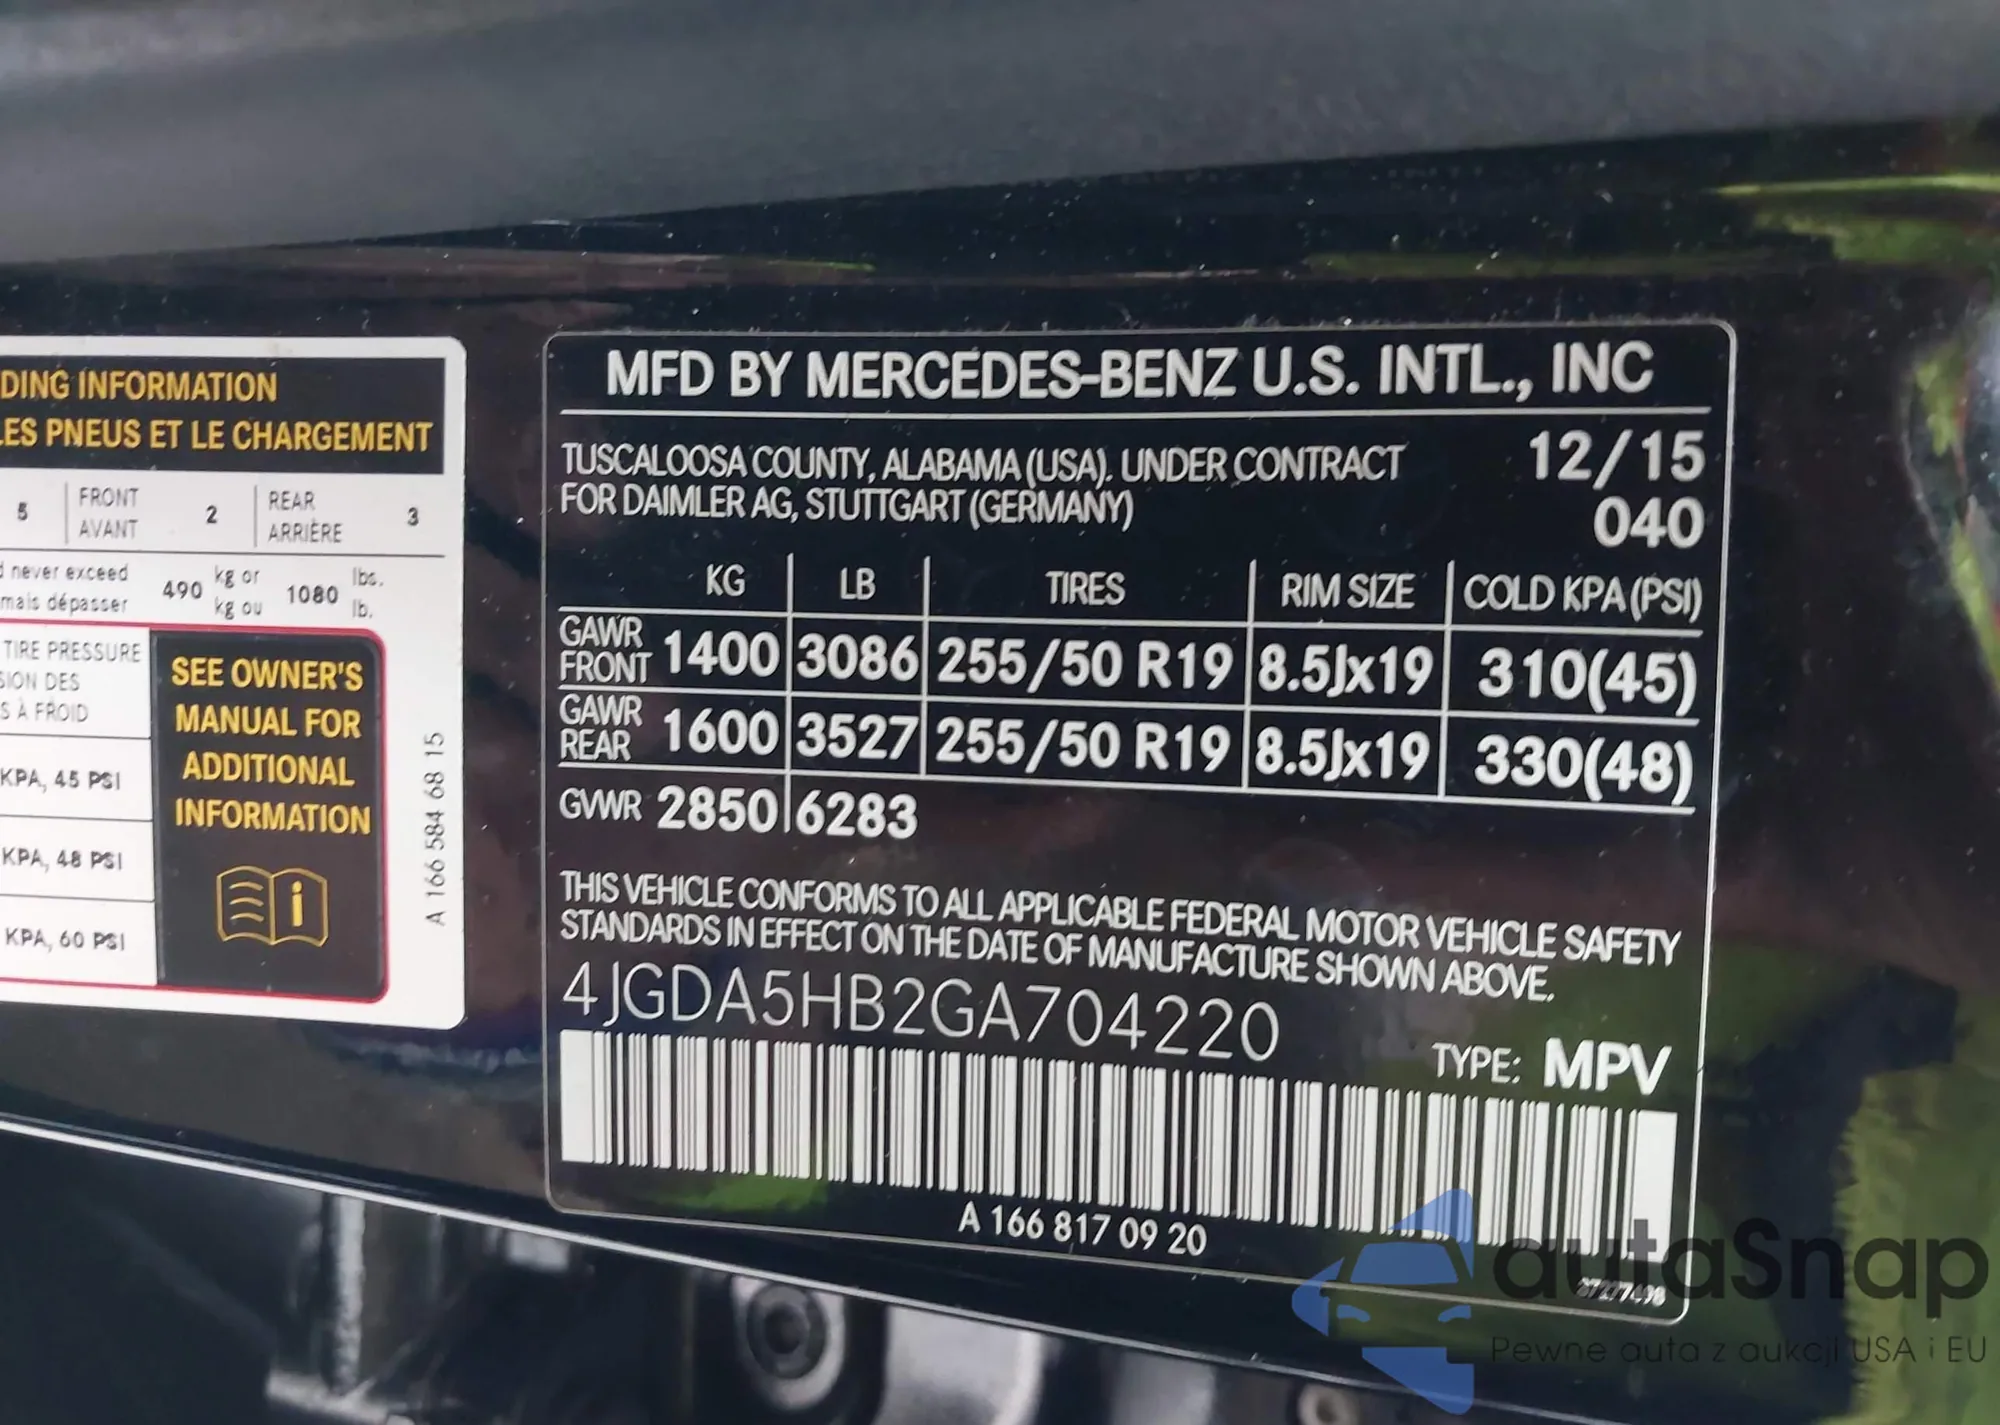 DING INFORMATION
LES PNEUS ET LE CHARGEMENT
5 FRONT AVANT 2 REAR ARRIÈRE 3
never exceed 490 kg or 1080 lbs.
mais dépasser kg ou lb.
TIRE PRESSURE
SION DES
S À FROID
KPA, 45 PSI
KPA, 48 PSI
KPA, 60 PSI
SEE OWNER'S
MANUAL FOR
ADDITIONAL
INFORMATION
i
A 166 584 68 15
MFD BY MERCEDES-BENZ U.S. INTL., INC
TUSCALOOSA COUNTY, ALABAMA (USA). UNDER CONTRACT 12/15
FOR DAIMLER AG, STUTTGART (GERMANY) 040
KG LB TIRES RIM SIZE COLD KPA (PSI)
GAWR FRONT 1400 3086 255/50 R19 8.5Jx19 310(45)
GAWR REAR 1600 3527 255/50 R19 8.5Jx19 330(48)
GVWR 2850 6283
THIS VEHICLE CONFORMS TO ALL APPLICABLE FEDERAL MOTOR VEHICLE SAFETY
STANDARDS IN EFFECT ON THE DATE OF MANUFACTURE SHOWN ABOVE.
4JGDA5HB2GA704220
TYPE: MPV
A 166 817 09 20
autaSnap
Pewne auta z aukcji USA i EU